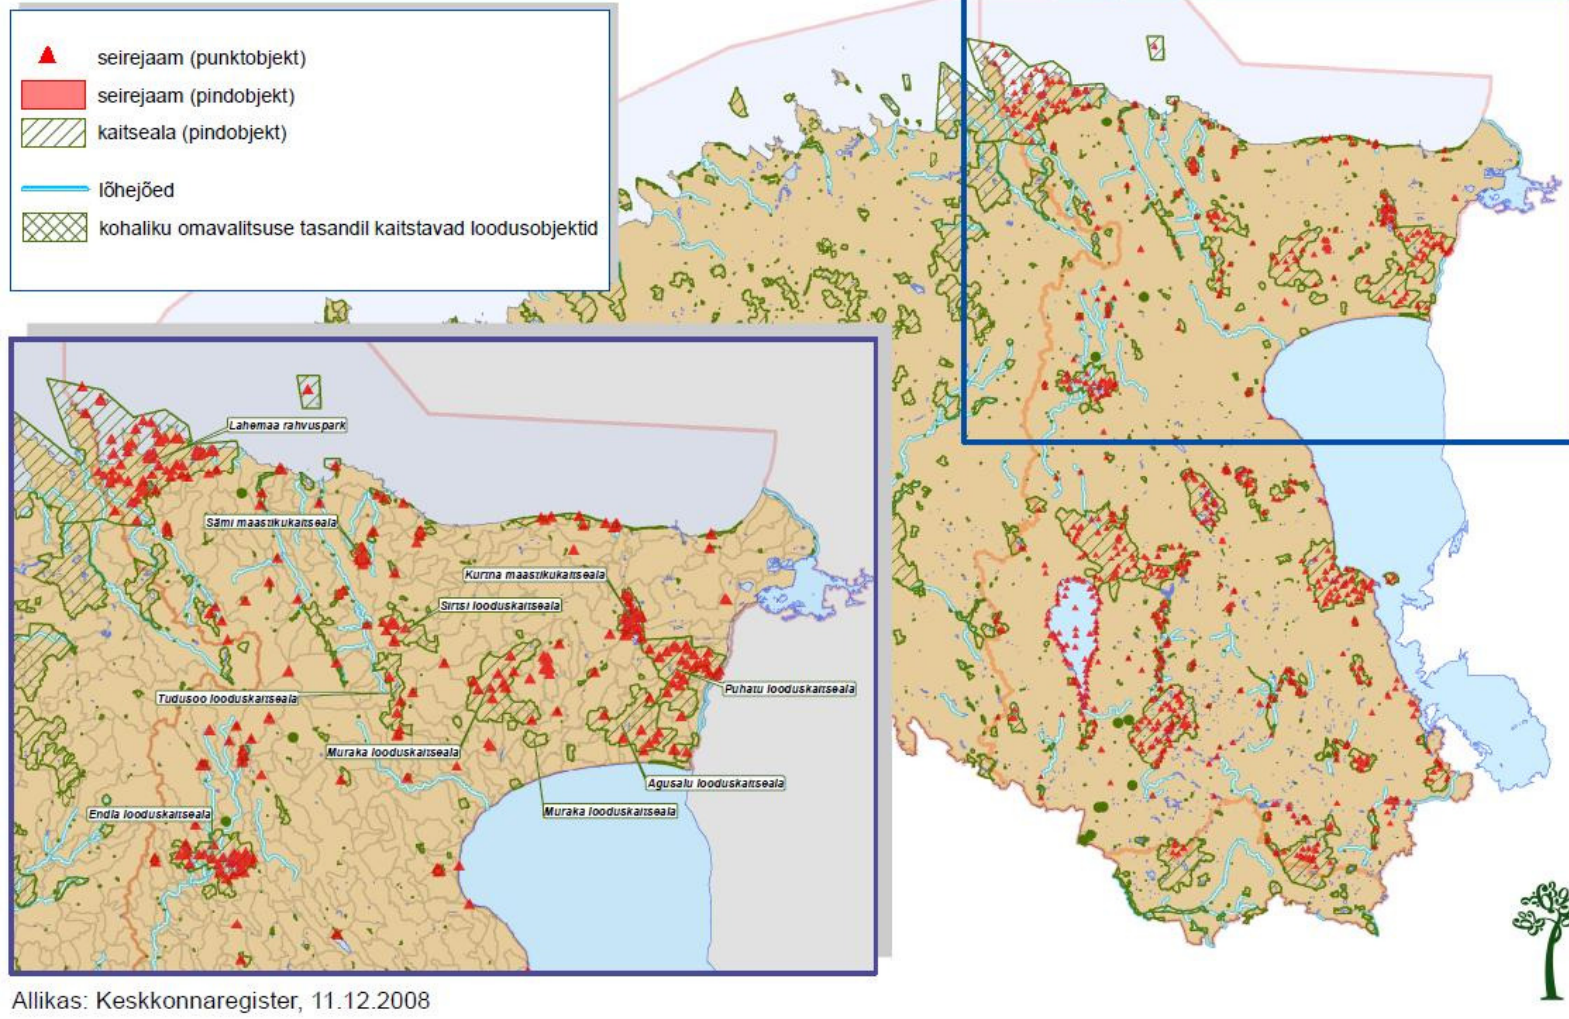 seirejaam (punktobjekt)
seirejaam (pindobjekt)
kaitseala (pindobjekt)
lõhejõed
kohaliku omavalitsuse tasandil kaitstavad loodusobjektid
Lahemaa rahvuspark
Sämi maastikukaitseala
Kurtna maastikukaitseala
Sirtsi looduskaitseala
Tudusoo looduskaitseala
Puhatu looduskaitseala
Muraka looduskaitseala
Agusalu looduskaitseala
Muraka looduskaitseala
Endla looduskaitseala
Allikas: Keskkonnaregister, 11.12.2008